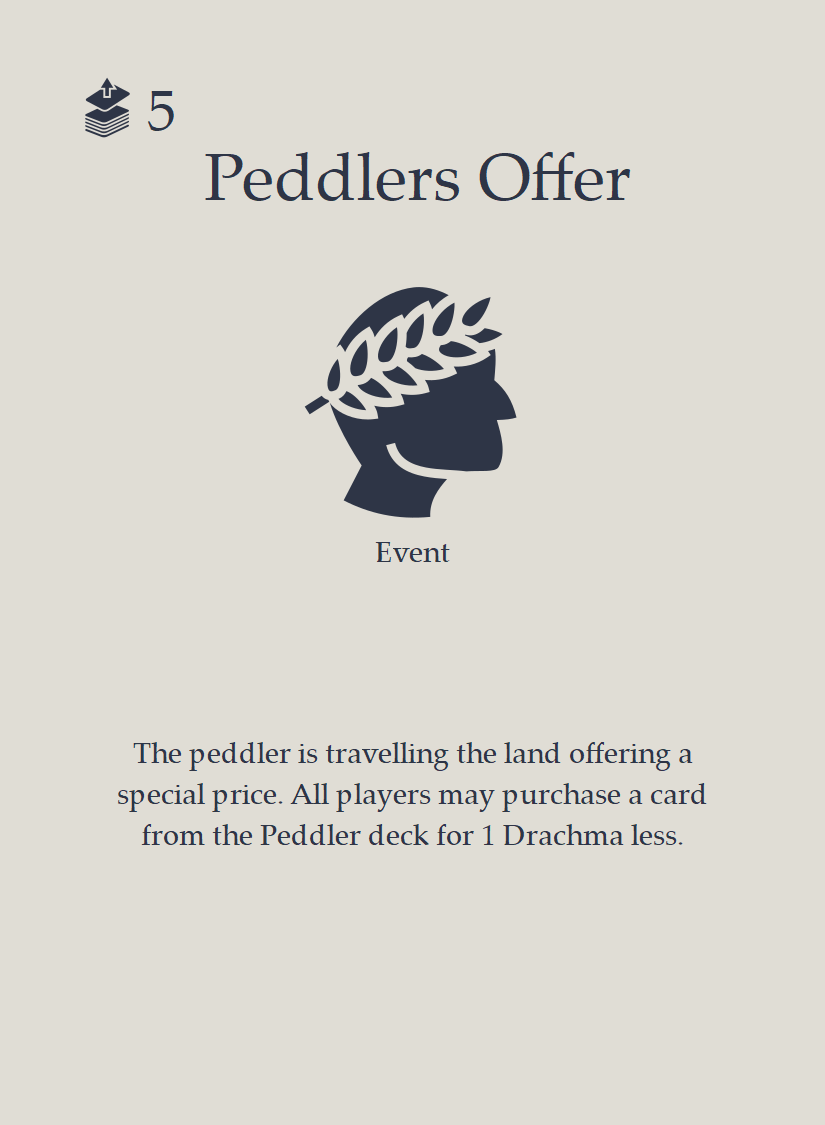 5
Peddlers Offer
Event
The peddler is travelling the land offering a
special price. All players may purchase a card
from the Peddler deck for 1 Drachma less.